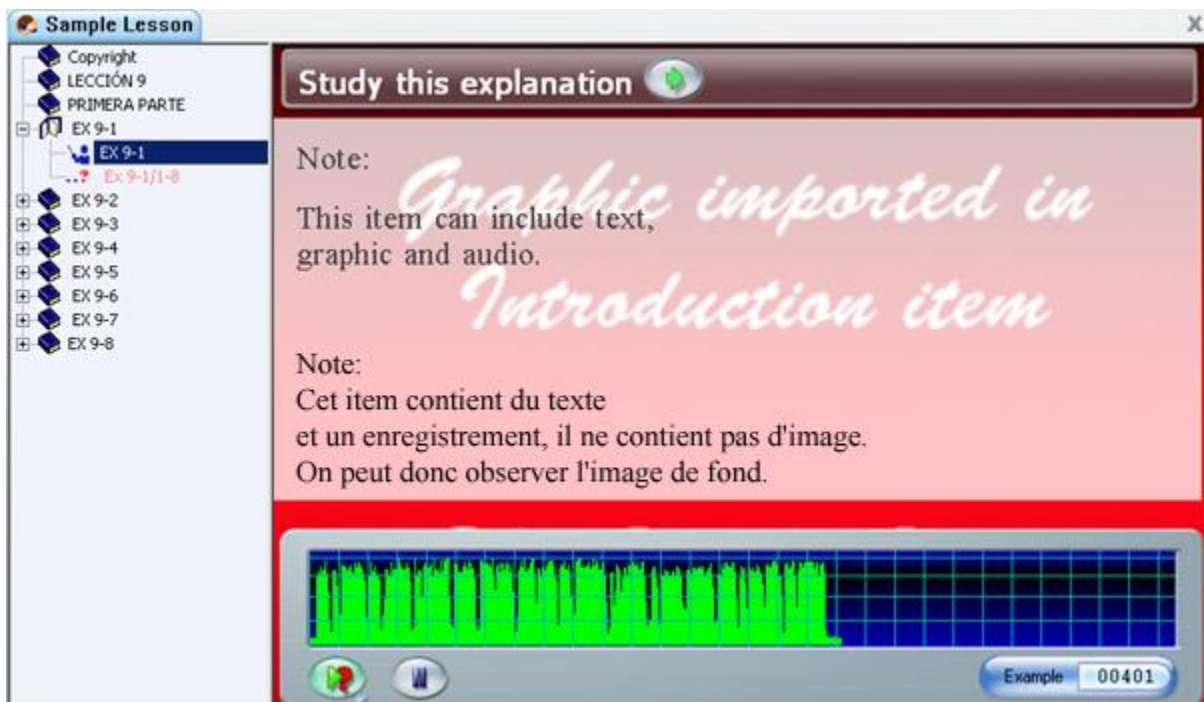 Sample Lesson
Copyright
LECCIÓN 9
PRIMERA PARTE
EX 9-1
EX 9-1
Ex 9-1/1-8
EX 9-2
EX 9-3
EX 9-4
EX 9-5
EX 9-6
EX 9-7
EX 9-8
Study this explanation
Graphic imported in
Introduction item
Note:
This item can include text,
graphic and audio.
Note:
Cet item contient du texte
et un enregistrement, il ne contient pas d'image.
On peut donc observer l'image de fond.
Example 00401